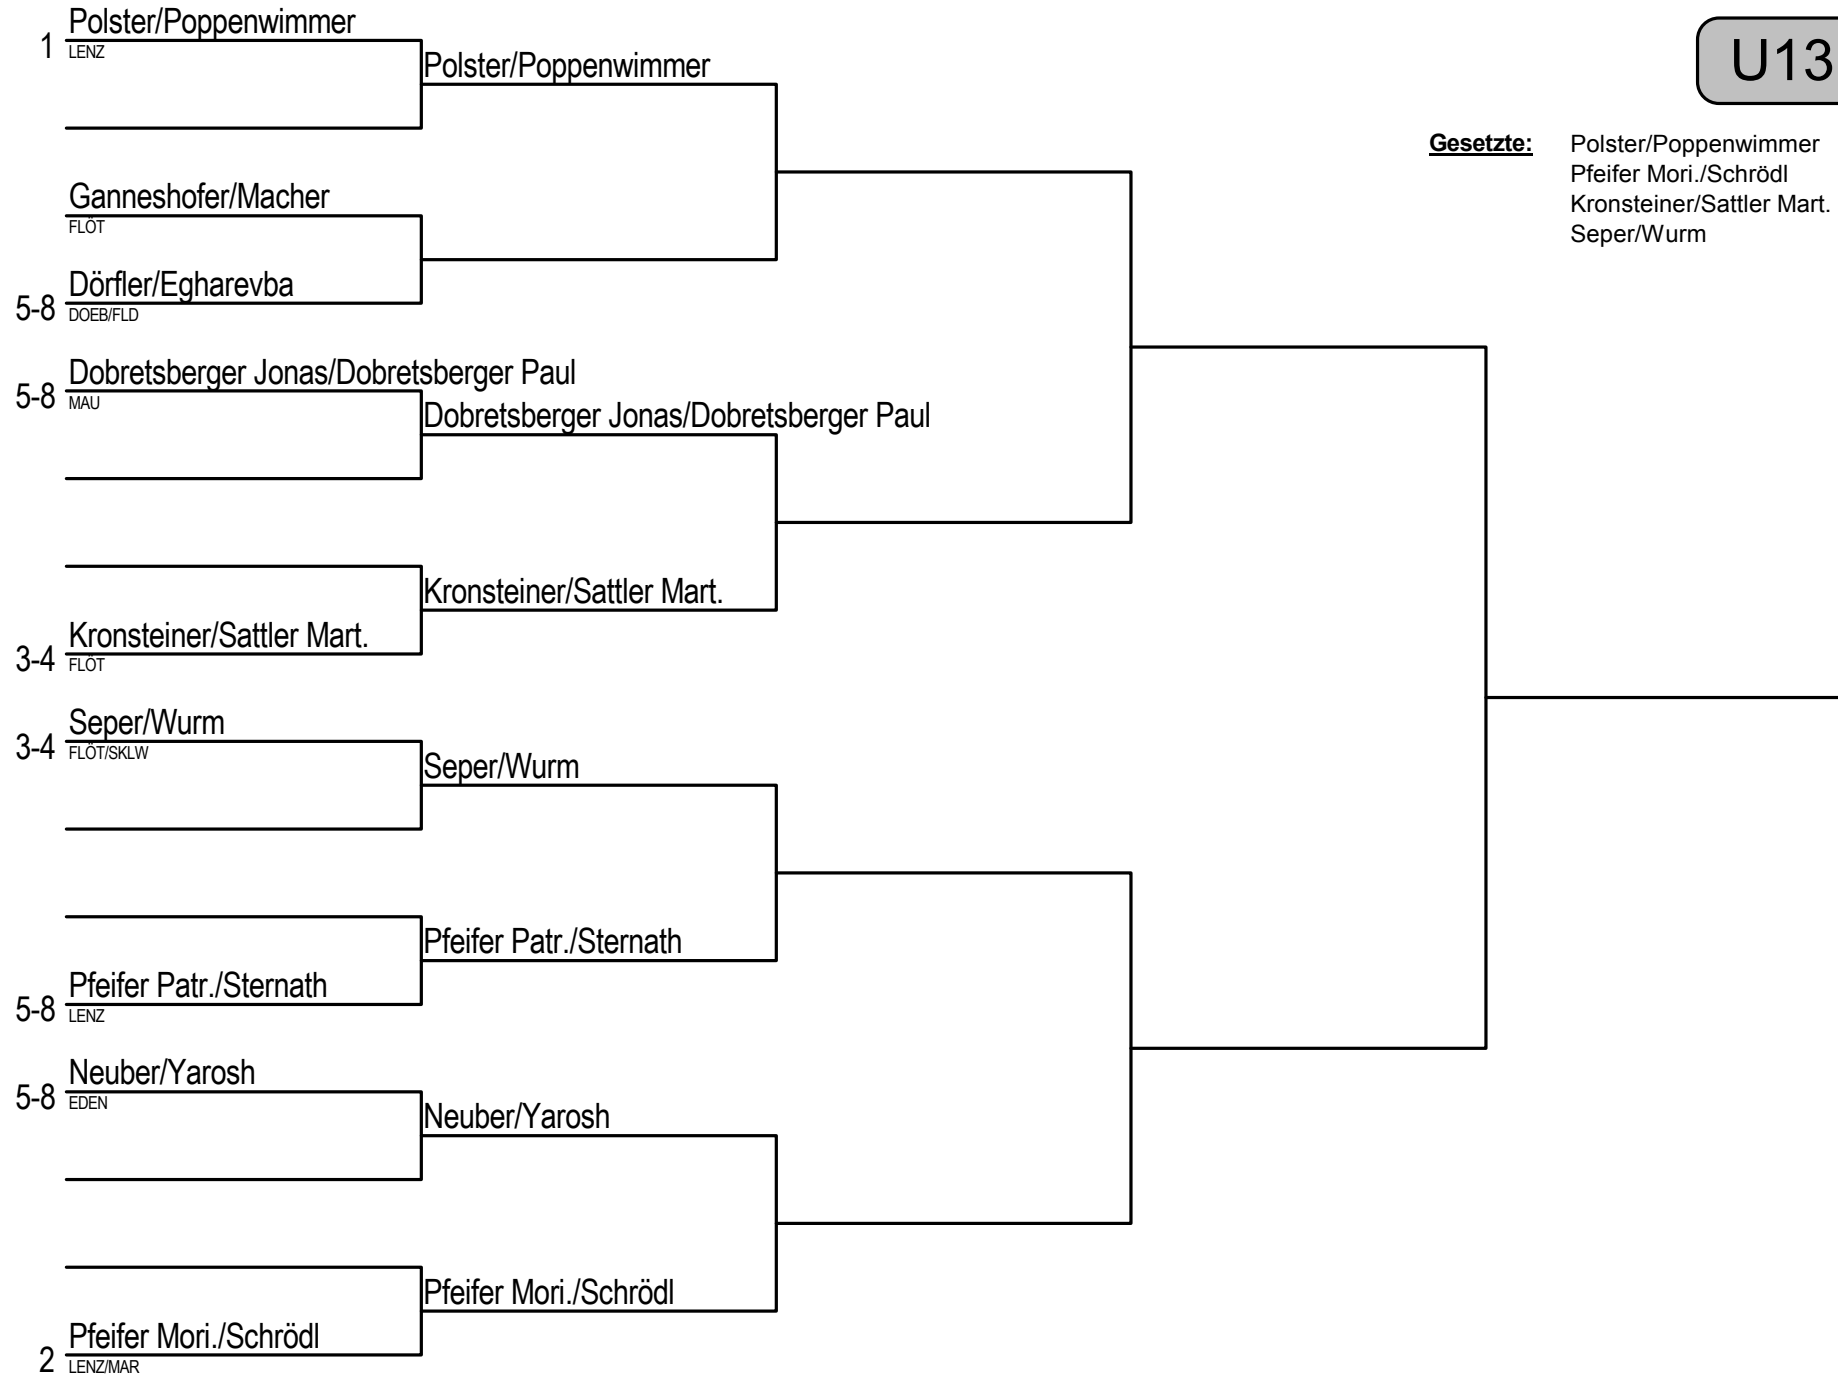 U13
Gesetzte:
Polster/Poppenwimmer
Pfeifer Mori./Schrödl
Kronsteiner/Sattler Mart.
Seper/Wurm
1 Polster/Poppenwimmer
LENZ
Polster/Poppenwimmer
Ganneshofer/Macher
FLÖT
5-8 Dörfler/Egharevba
DOEB/FLD
5-8 Dobretsberger Jonas/Dobretsberger Paul
MAU
Dobretsberger Jonas/Dobretsberger Paul
Kronsteiner/Sattler Mart.
3-4 Kronsteiner/Sattler Mart.
FLÖT
3-4 Seper/Wurm
FLÖT/SKLW
Seper/Wurm
Pfeifer Patr./Sternath
5-8 Pfeifer Patr./Sternath
LENZ
5-8 Neuber/Yarosh
EDEN
Neuber/Yarosh
Pfeifer Mori./Schrödl
2 Pfeifer Mori./Schrödl
LENZ/MAR